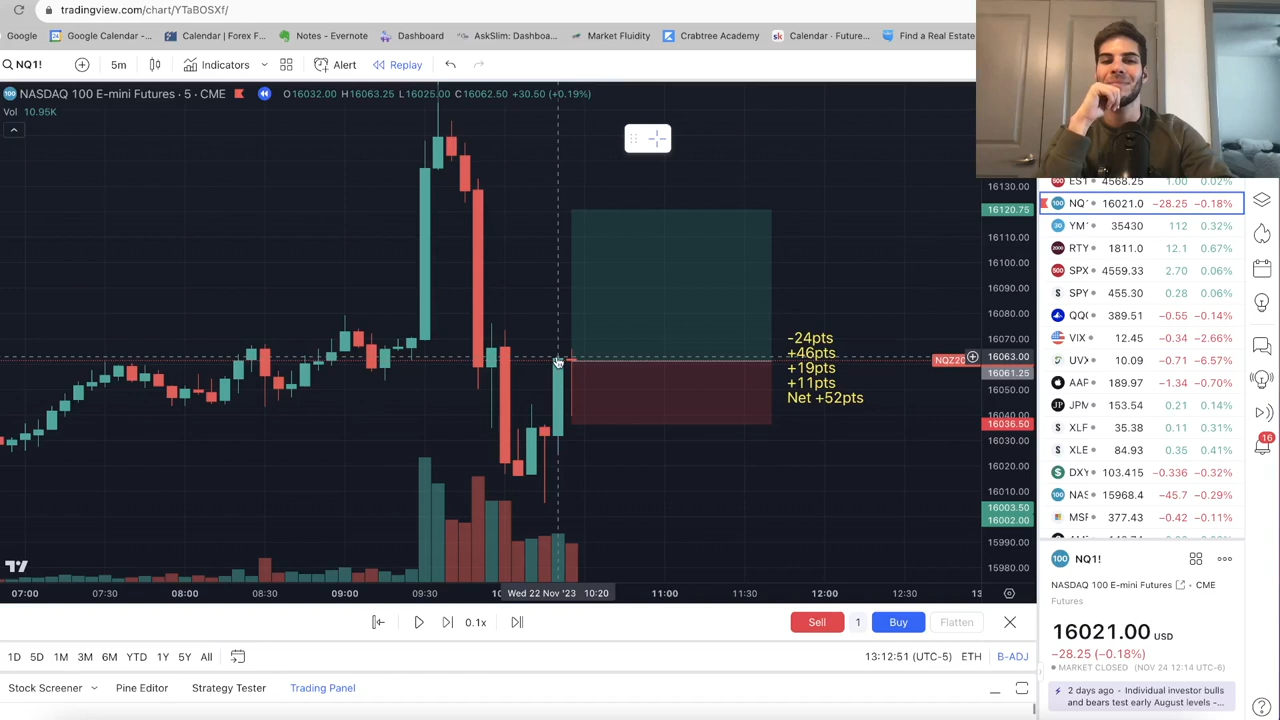 tradingview.com/chart/YTaBOSXf/
Google
Google Calendar -...
Calendar | Forex F...
Notes - Evernote
Dashboard
AskSlim: Dashboa...
Market Fluidity
Crabtree Academy
Calendar · Future...
Find a Real Estate
NQ1!
5m
Indicators
Alert
Replay
NASDAQ 100 E-mini Futures · 5 · CME
O16032.00 H16063.25 L16025.00 C16062.50 +30.50 (+0.19%)
Vol 10.95K
16130.00
16120.75
16110.00
16100.00
16090.00
16080.00
16070.00
16063.00
16061.25
16050.00
16040.00
16036.50
16030.00
16020.00
16010.00
16003.50
16002.00
15990.00
15980.00
NQZ20
-24pts
+46pts
+19pts
+11pts
Net +52pts
07:00
07:30
08:00
08:30
09:00
09:30
Wed 22 Nov '23 10:20
11:00
11:30
12:00
12:30
13
ES1 4568.25 1.00 0.02%
NQ 16021.0 −28.25 −0.18%
YM 35430 112 0.32%
RTY 1811.0 12.1 0.67%
SPX 4559.33 2.70 0.06%
SPY 455.30 0.28 0.06%
QQC 389.51 −0.55 −0.14%
VIX 12.45 −0.34 −2.66%
UVX 10.09 −0.71 −6.57%
AAP 189.97 −1.34 −0.70%
JPM 153.54 0.21 0.14%
XLF 35.38 0.11 0.31%
XLE 84.93 0.35 0.41%
DXY 103.415 −0.336 −0.32%
NAS 15968.4 −45.7 −0.29%
MSF 377.43 −0.42 −0.11%
16
0.1x
Sell
1
Buy
Flatten
1D 5D 1M 3M 6M YTD 1Y 5Y All
13:12:51 (UTC-5)
ETH
B-ADJ
Stock Screener
Pine Editor
Strategy Tester
Trading Panel
NQ1!
NASDAQ 100 E-mini Futures · CME
Futures
16021.00 USD
−28.25 (−0.18%)
MARKET CLOSED (NOV 24 12:14 UTC-6)
2 days ago · Individual investor bulls
and bears test early August levels -...